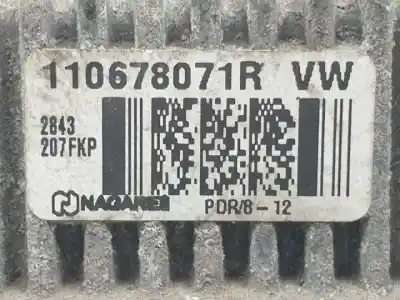 110678071R VW
2843
207FKP
NAGARES
PDR/8-12